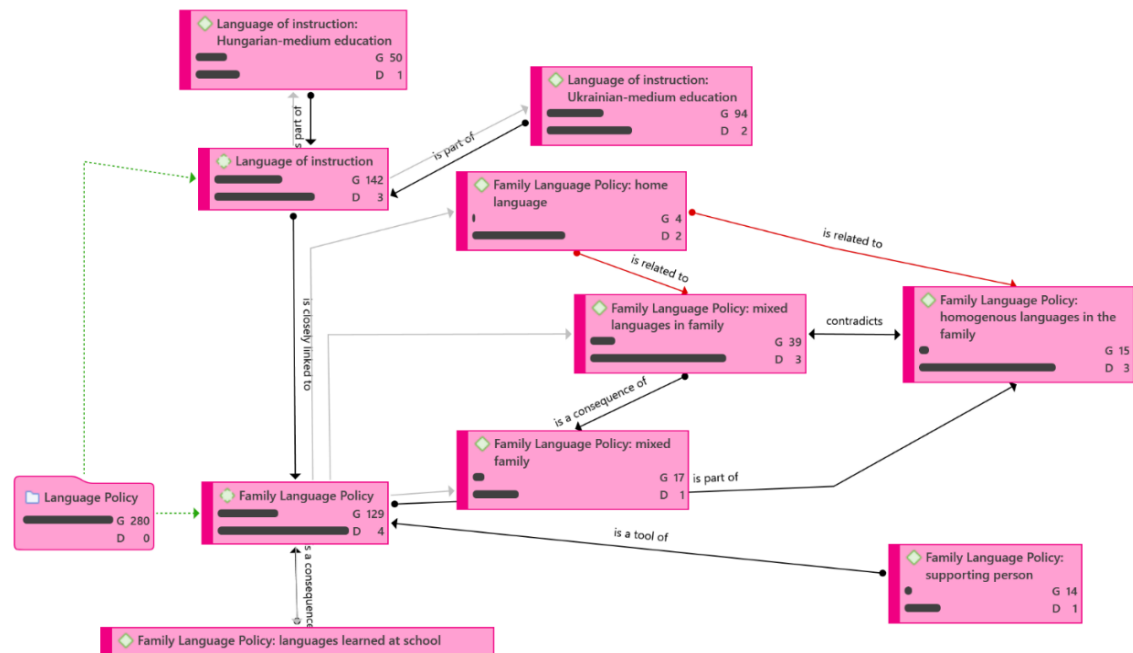 Language of instruction:
Hungarian-medium education
G 50
D 1
is part of
Language of instruction:
Ukrainian-medium education
G 94
D 2
is part of
Language of instruction
G 142
D 3
Family Language Policy: home
language
G 4
D 2
is related to
is related to
is closely linked to
Family Language Policy: mixed
languages in family
G 39
D 3
contradicts
Family Language Policy:
homogenous languages in the
family
G 15
D 3
is a consequence of
Family Language Policy: mixed
family
G 17
D 1
is part of
Language Policy
G 280
D 0
Family Language Policy
G 129
D 4
is a tool of
Family Language Policy:
supporting person
G 14
D 1
is a consequence
Family Language Policy: languages learned at school